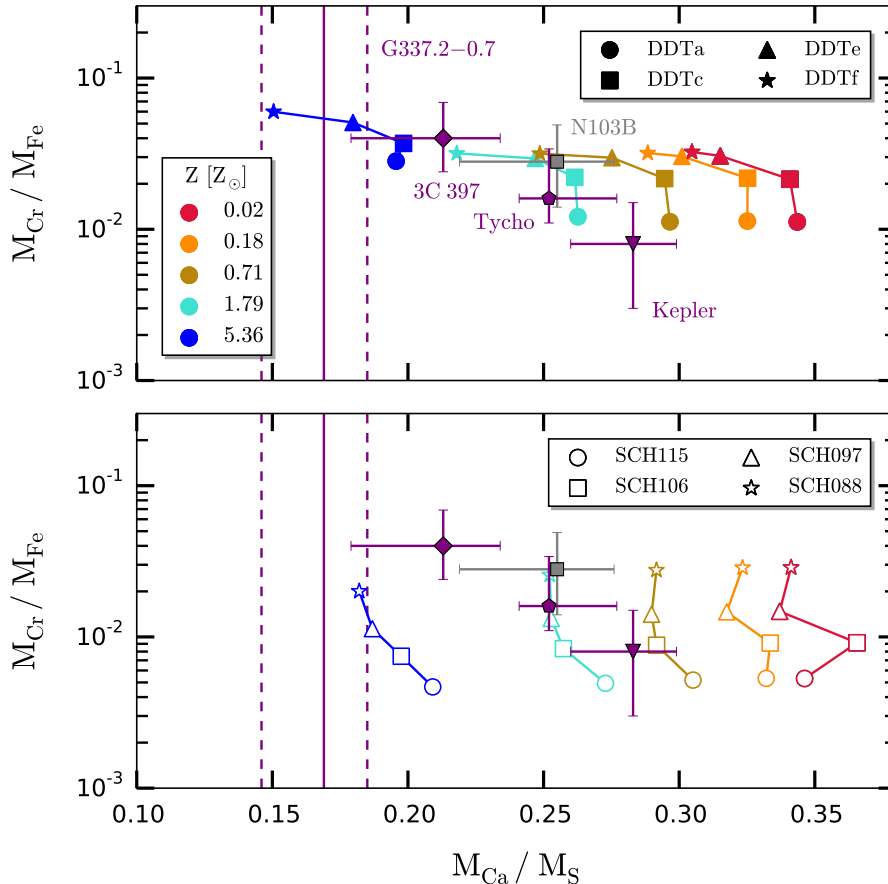 G337.2−0.7
DDTa
DDTe
DDTc
DDTf
10⁻¹
10⁻²
10⁻³
M_Cr / M_Fe
Z [Z_⊙]
0.02
0.18
0.71
1.79
5.36
N103B
3C 397
Tycho
Kepler
SCH115
SCH097
SCH106
SCH088
10⁻¹
10⁻²
10⁻³
M_Cr / M_Fe
0.10 0.15 0.20 0.25 0.30 0.35
M_Ca / M_S